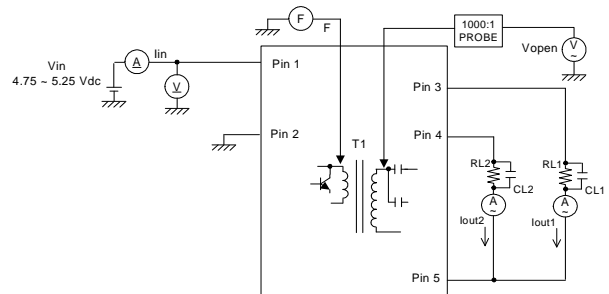 F
F
1000:1
PROBE
Vopen
V
~
Vin
4.75 ~ 5.25 Vdc
A
Iin
V
Pin 1
Pin 2
Pin 3
Pin 4
T1
RL2
CL2
RL1
CL1
A
~
A
~
Iout2
Iout1
Pin 5